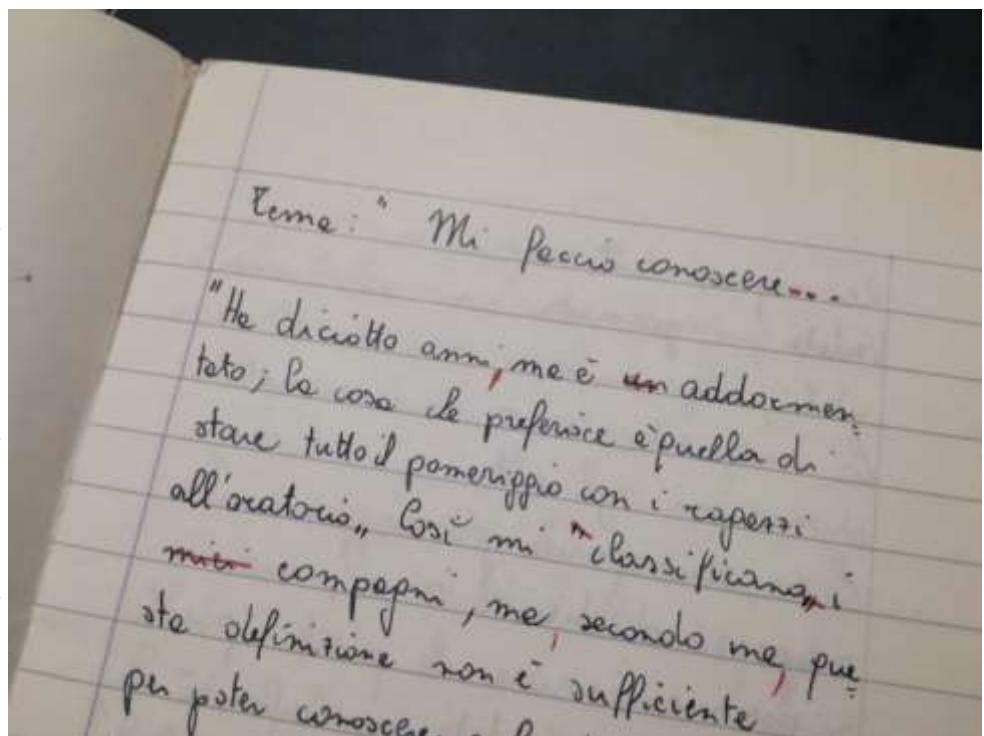 Tema: " Mi faccio conoscere...
"Ha diciotto anni, ma è un addormen=
tato; la cosa che preferisce è quella di
stare tutto il pomeriggio con i ragazzi
all'oratorio„ Così mi "classificano„ i
miei compagni, ma, secondo me, que=
sta definizione non è sufficiente
per poter conoscere